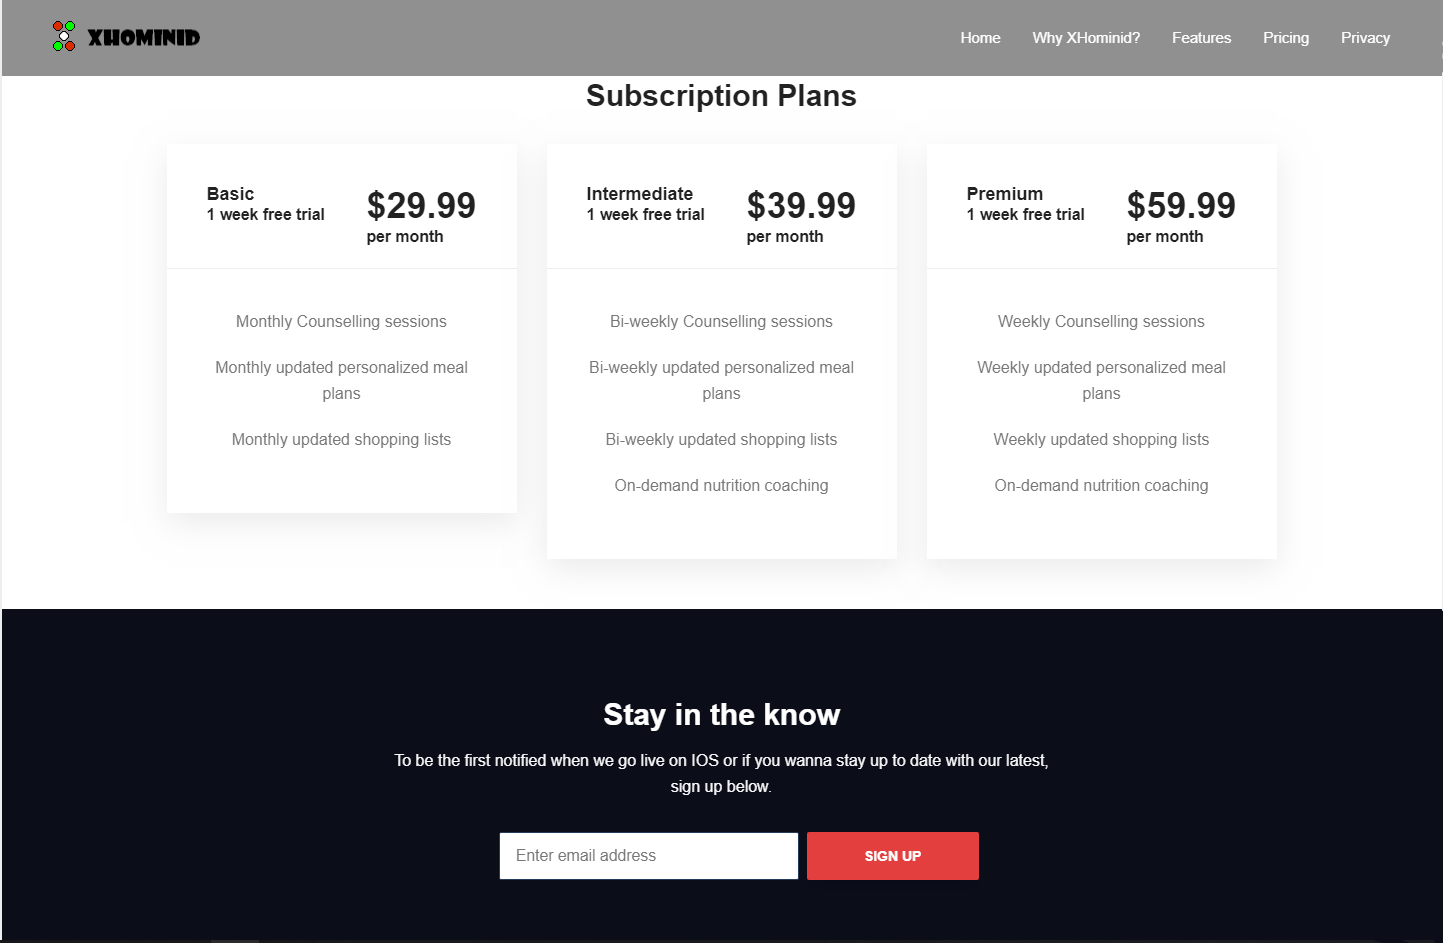 XHOMINID
Home Why XHominid? Features Pricing Privacy
Subscription Plans
Basic
1 week free trial
$29.99
per month
Monthly Counselling sessions
Monthly updated personalized meal
plans
Monthly updated shopping lists
Intermediate
1 week free trial
$39.99
per month
Bi-weekly Counselling sessions
Bi-weekly updated personalized meal
plans
Bi-weekly updated shopping lists
On-demand nutrition coaching
Premium
1 week free trial
$59.99
per month
Weekly Counselling sessions
Weekly updated personalized meal
plans
Weekly updated shopping lists
On-demand nutrition coaching
Stay in the know
To be the first notified when we go live on IOS or if you wanna stay up to date with our latest,
sign up below.
Enter email address
SIGN UP